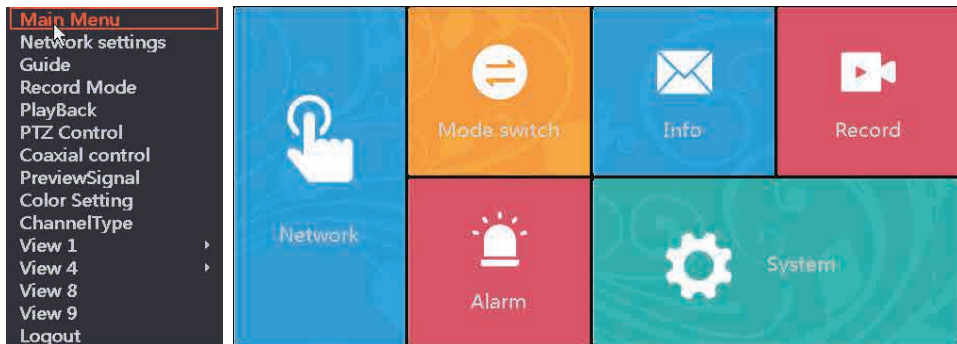 Main Menu
Network settings
Guide
Record Mode
PlayBack
PTZ Control
Coaxial control
PreviewSignal
Color Setting
ChannelType
View 1
View 4
View 8
View 9
Logout
Network
Mode switch
Info
Record
Alarm
System